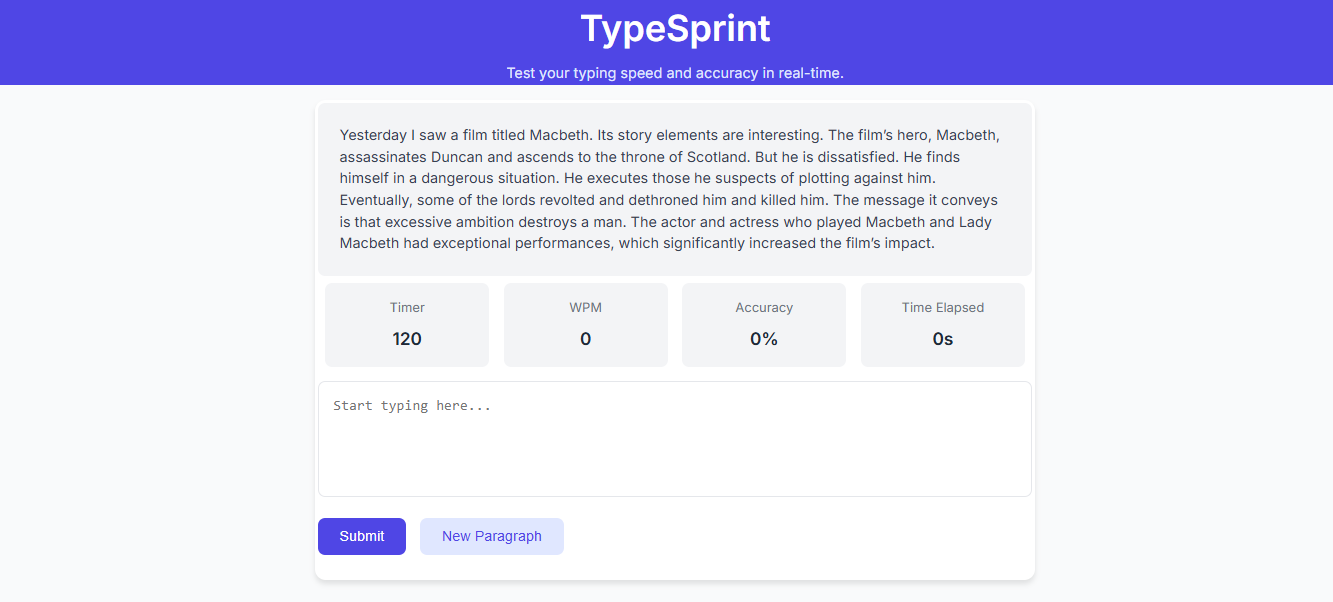 TypeSprint
Test your typing speed and accuracy in real-time.
Yesterday I saw a film titled Macbeth. Its story elements are interesting. The film’s hero, Macbeth,
assassinates Duncan and ascends to the throne of Scotland. But he is dissatisfied. He finds
himself in a dangerous situation. He executes those he suspects of plotting against him.
Eventually, some of the lords revolted and dethroned him and killed him. The message it conveys
is that excessive ambition destroys a man. The actor and actress who played Macbeth and Lady
Macbeth had exceptional performances, which significantly increased the film’s impact.
Timer WPM Accuracy Time Elapsed
120 0 0% 0s
Start typing here...
Submit New Paragraph